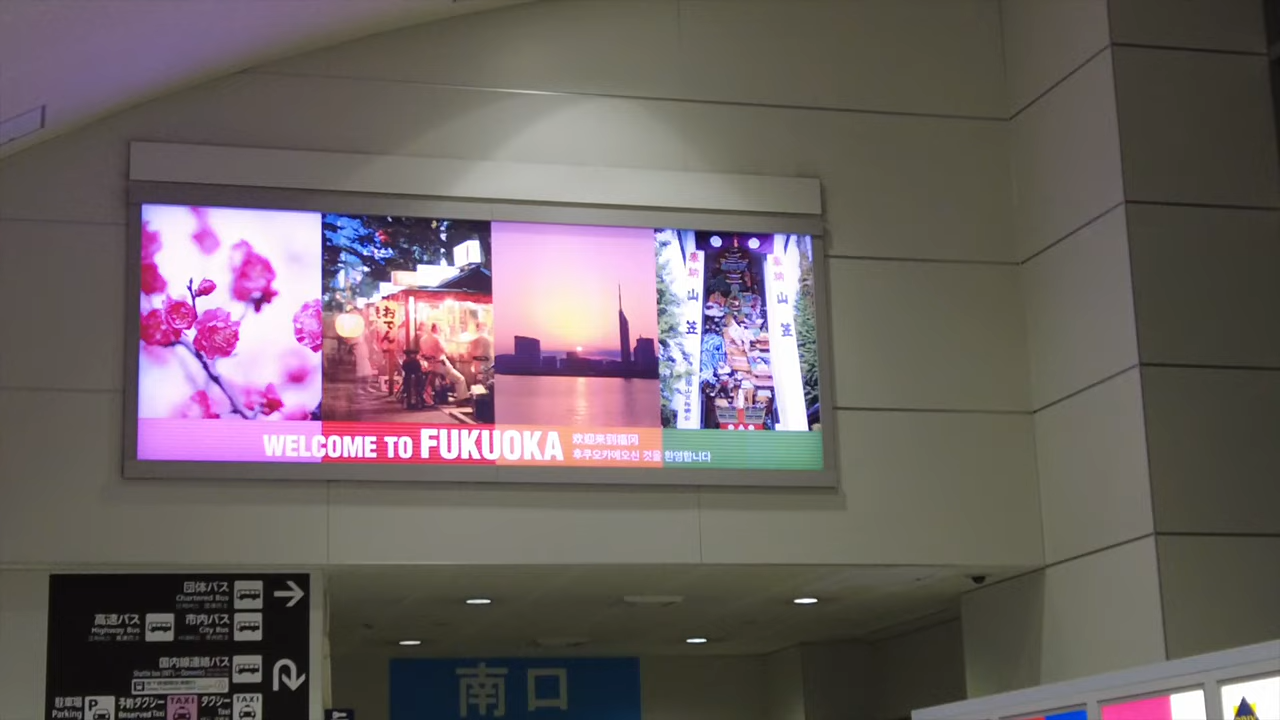 奉納 山笠
奉納 山笠
おでん
WELCOME TO FUKUOKA
欢迎来到福冈
후쿠오카에오신 것을 환영합니다
団体バス
Chartered Bus
高速バス
Highway Bus
市内バス
City Bus
国内線連絡バス
Shuttle bus (INT'L⇔Domestic)
駐車場
Parking
P
予約タクシー
Reserved Taxi
TAXI
タクシー
Taxi
TAXI
南口